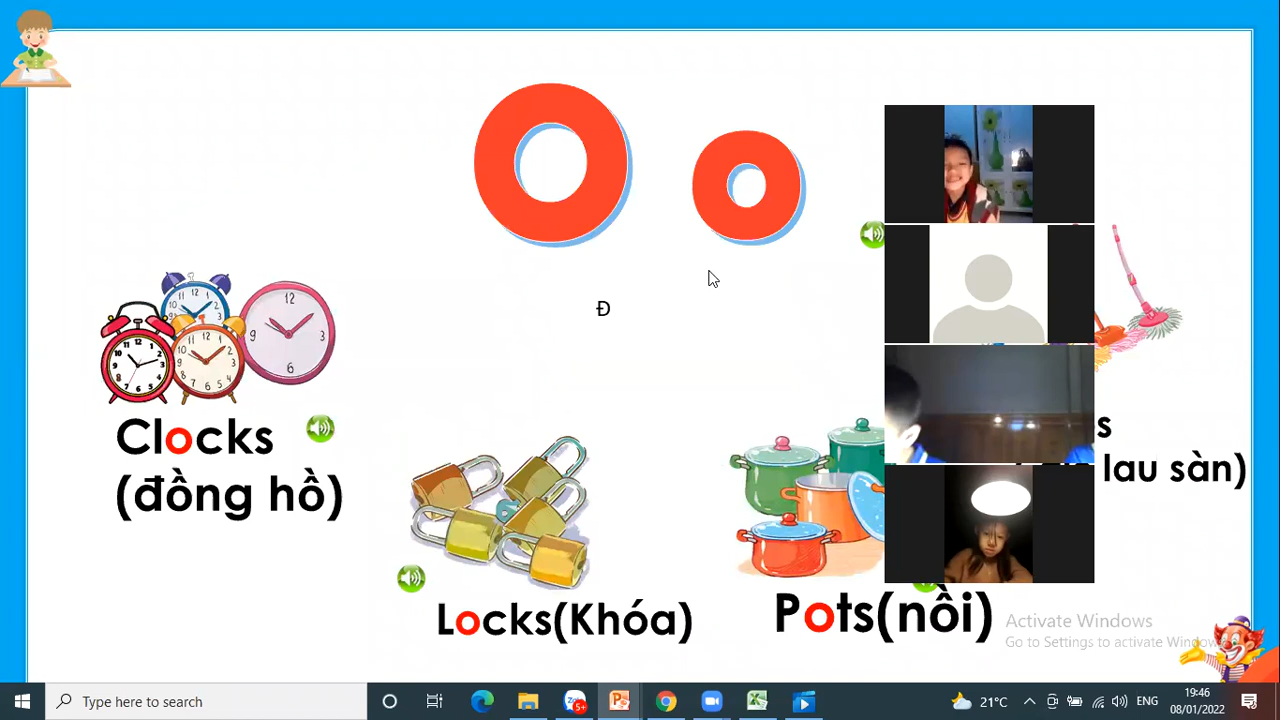 O o
Đ
Clocks
(đồng hồ)
Locks(Khóa)
Pots(nồi)
s
lau sàn)
Activate Windows
Go to Settings to activate Windows
Type here to search
5+
21°C
ENG
19:46
08/01/2022